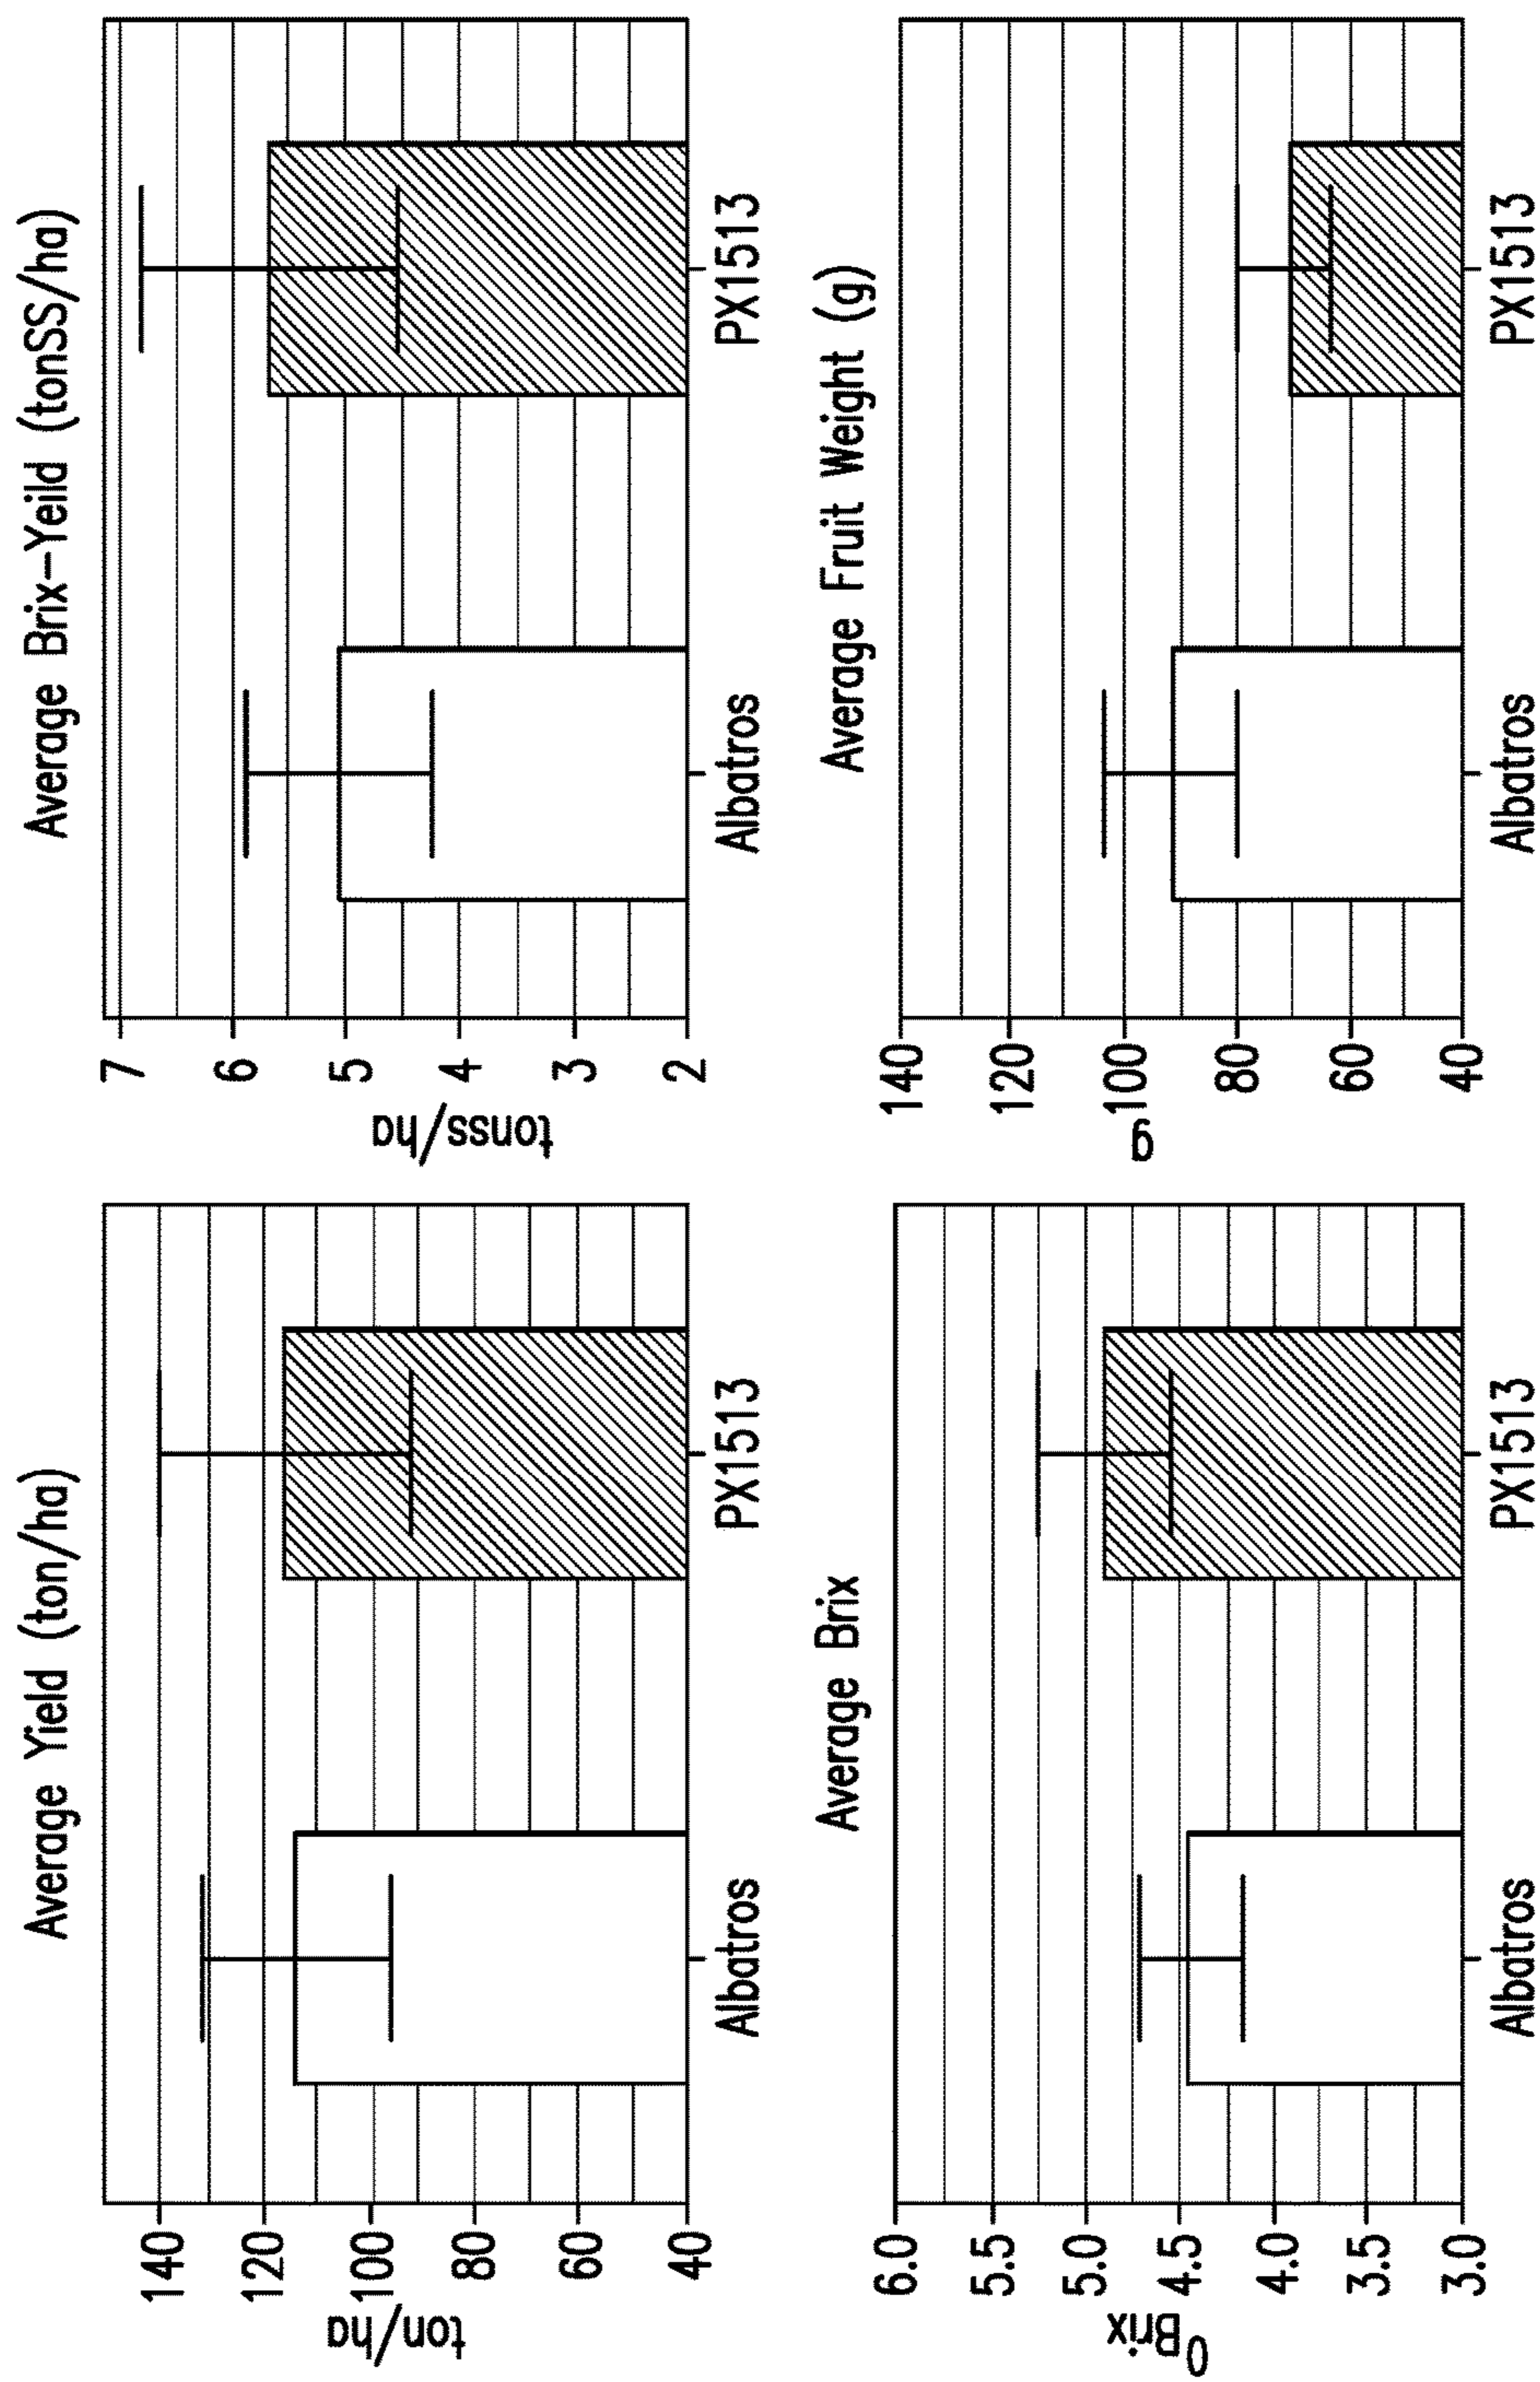 Average Yield (ton/ha)
ton/ha
140
120
100
80
60
40
Albatros
PX1513
Average Brix-Yeild (tonSS/ha)
tonss/ha
7
6
5
4
3
2
Albatros
PX1513
Average Brix
0Brix
6.0
5.5
5.0
4.5
4.0
3.5
3.0
Albatros
PX1513
Average Fruit Weight (g)
g
140
120
100
80
60
40
Albatros
PX1513